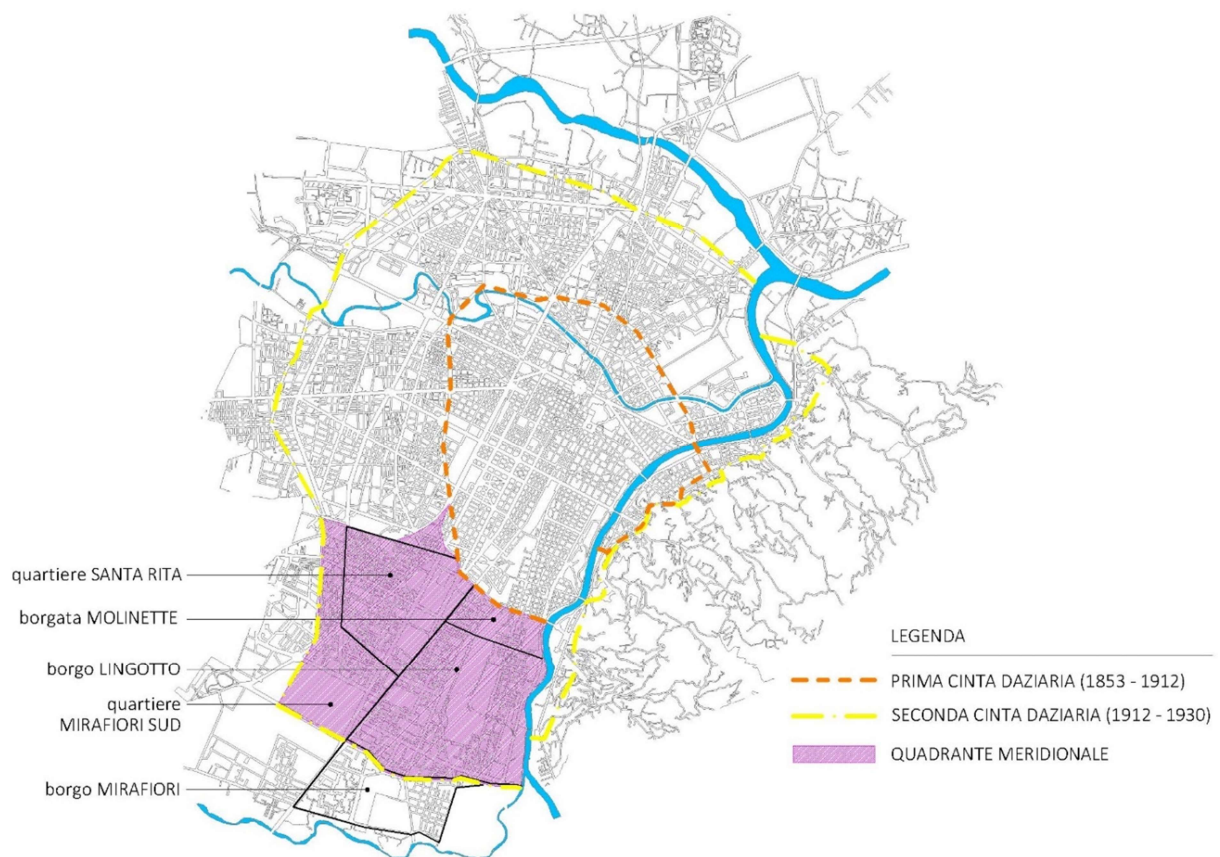 quartiere SANTA RITA
borgata MOLINETTE
borgo LINGOTTO
quartiere
MIRAFIORI SUD
borgo MIRAFIORI
LEGENDA
PRIMA CINTA DAZIARIA (1853 - 1912)
SECONDA CINTA DAZIARIA (1912 - 1930)
QUADRANTE MERIDIONALE